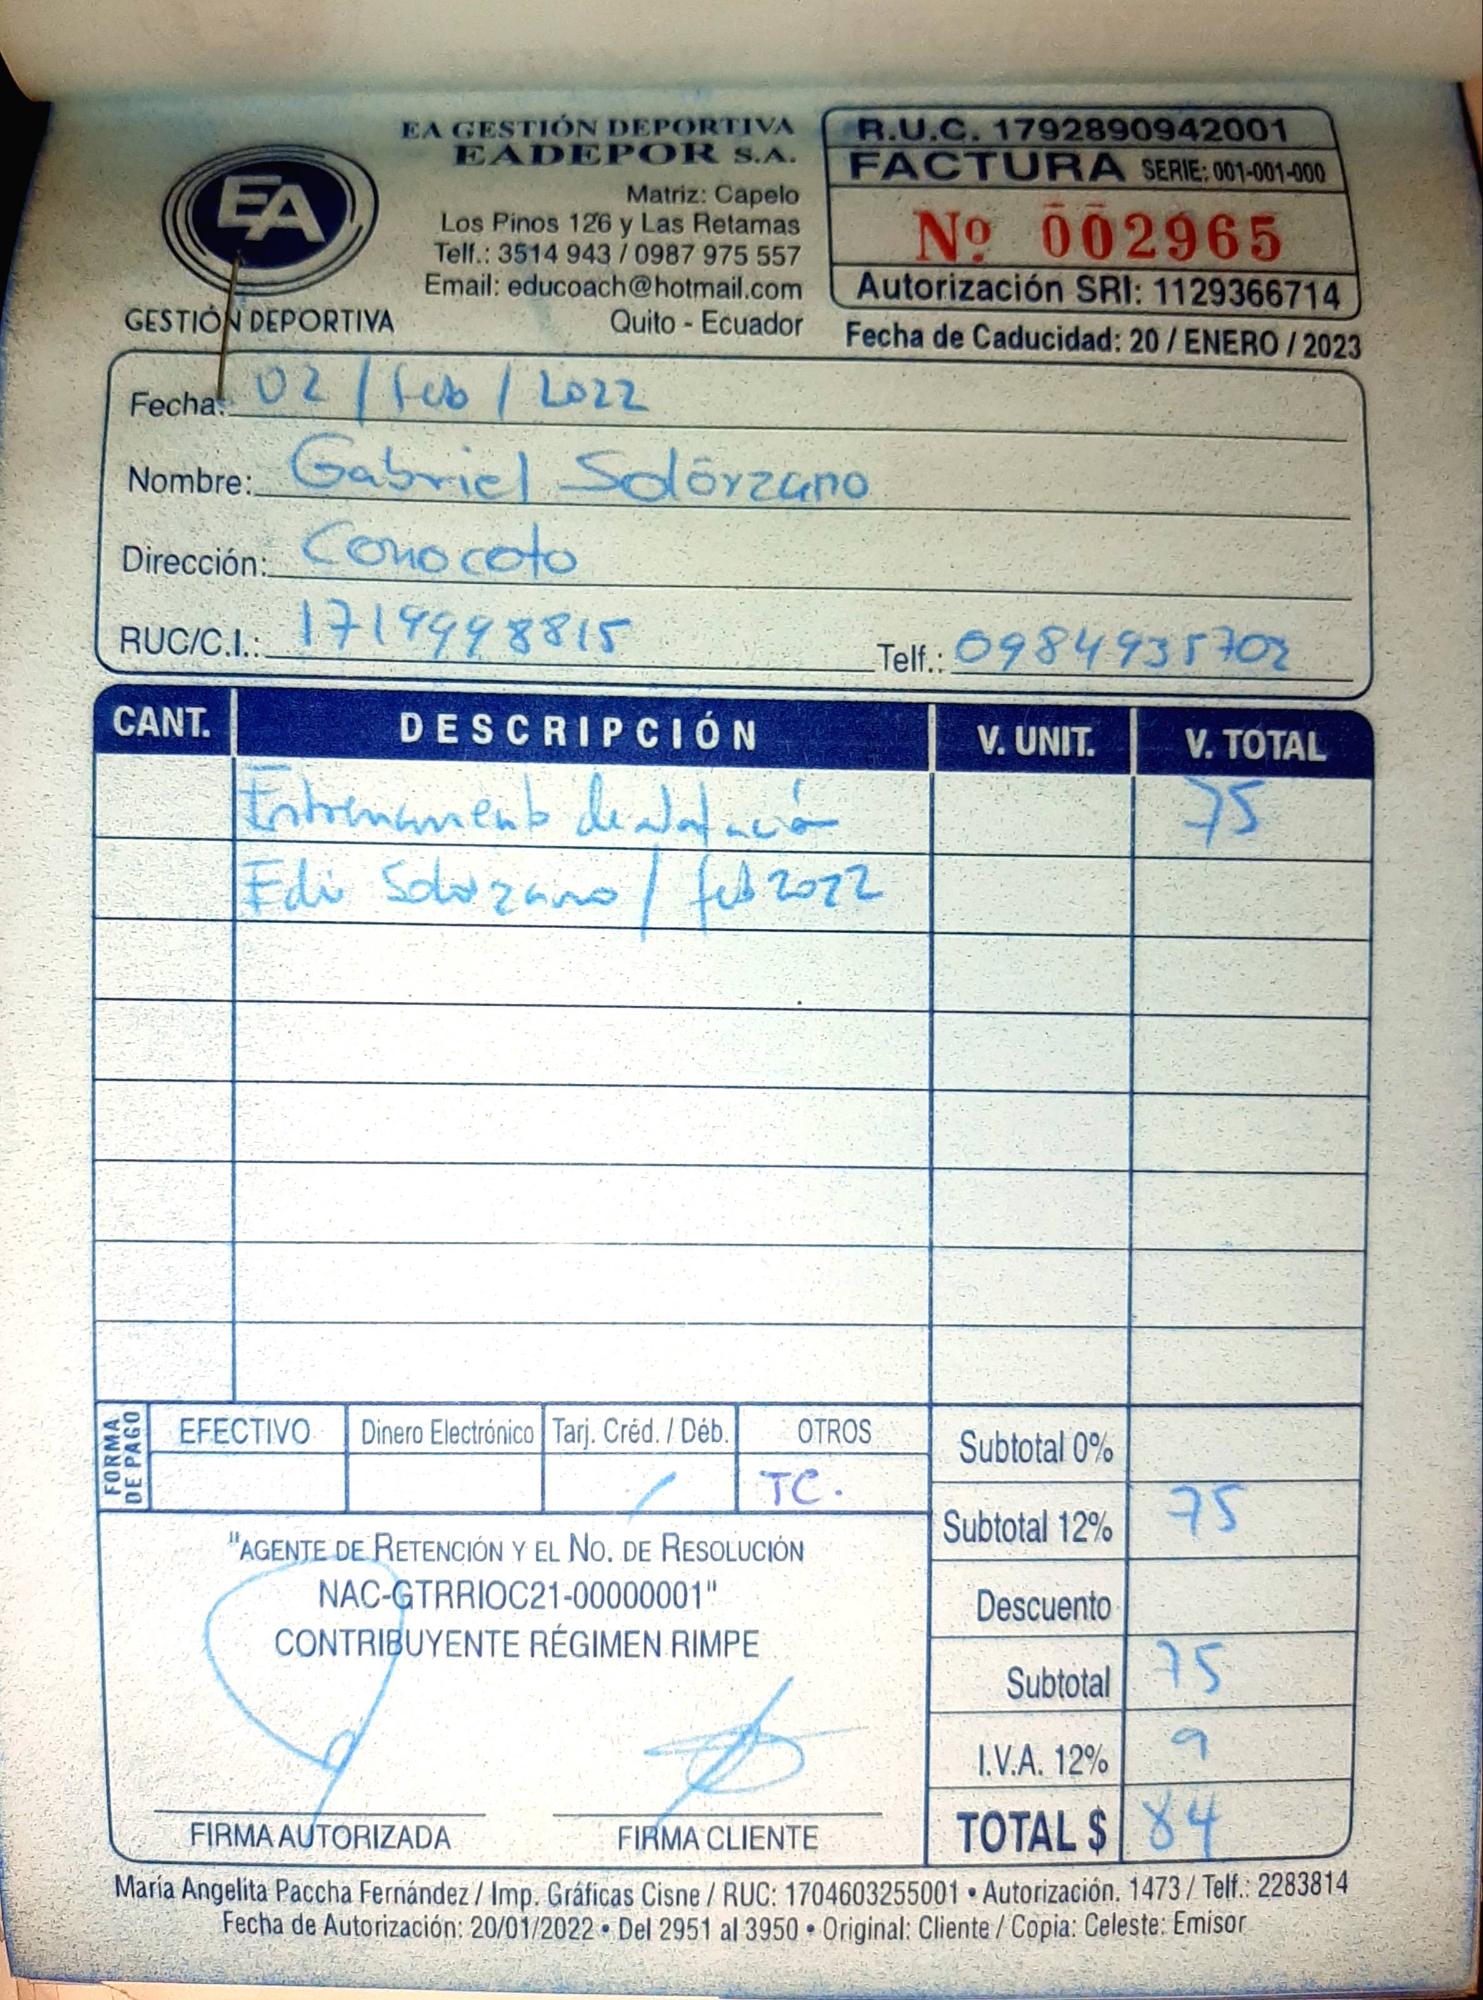 EA GESTIÓN DEPORTIVA
EADEPOR S.A.
Matriz: Capelo
Los Pinos 126 y Las Retamas
Telf.: 3514 943 / 0987 975 557
Email: educoach@hotmail.com
Quito - Ecuador
EA
GESTIÓN DEPORTIVA
R.U.C. 1792890942001
FACTURA SERIE: 001-001-000
Nº 002965
Autorización SRI: 1129366714
Fecha de Caducidad: 20 / ENERO / 2023
Fecha: 02 / Feb / 2022
Nombre: Gabriel Solórzano
Dirección: Conocoto
RUC/C.I.: 1719998815 Telf.: 0984935702
CANT. DESCRIPCIÓN V. UNIT. V. TOTAL
Entrenamiento de natación 75
Edi Solorzano / feb 2022
FORMA DE PAGO
EFECTIVO Dinero Electrónico Tarj. Créd. / Déb. OTROS
/ TC.
Subtotal 0%
Subtotal 12% 75
Descuento
Subtotal 75
I.V.A. 12% 9
TOTAL $ 84
"AGENTE DE RETENCIÓN Y EL NO. DE RESOLUCIÓN
NAC-GTRRIOC21-00000001"
CONTRIBUYENTE RÉGIMEN RIMPE
FIRMA AUTORIZADA FIRMA CLIENTE
María Angelita Paccha Fernández / Imp. Gráficas Cisne / RUC: 1704603255001 • Autorización. 1473 / Telf.: 2283814
Fecha de Autorización: 20/01/2022 • Del 2951 al 3950 • Original: Cliente / Copia: Celeste: Emisor